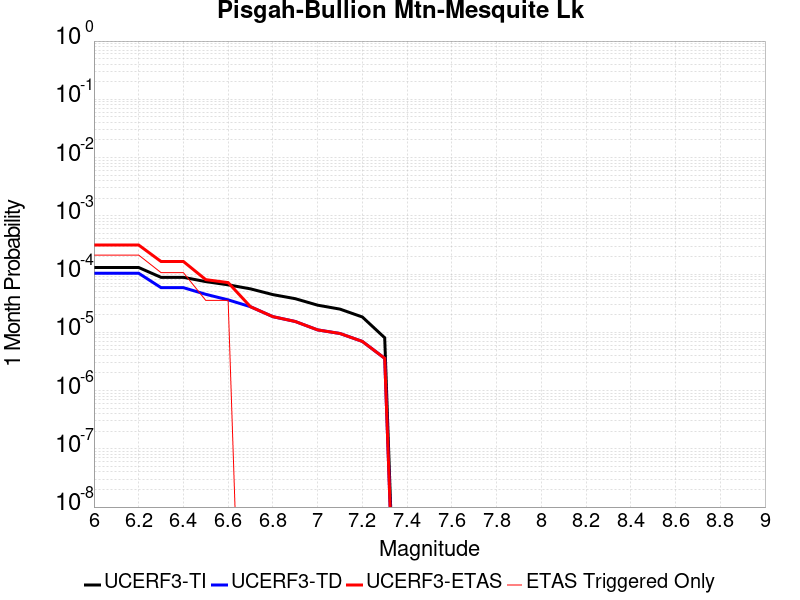 Pisgah-Bullion Mtn-Mesquite Lk
10 0
10 -1
10 -2
10 -3
10 -4
10 -5
10 -6
10 -7
10 -8
1 Month Probability
6 6.2 6.4 6.6 6.8 7 7.2 7.4 7.6 7.8 8 8.2 8.4 8.6 8.8 9
Magnitude
UCERF3-TI UCERF3-TD UCERF3-ETAS ETAS Triggered Only